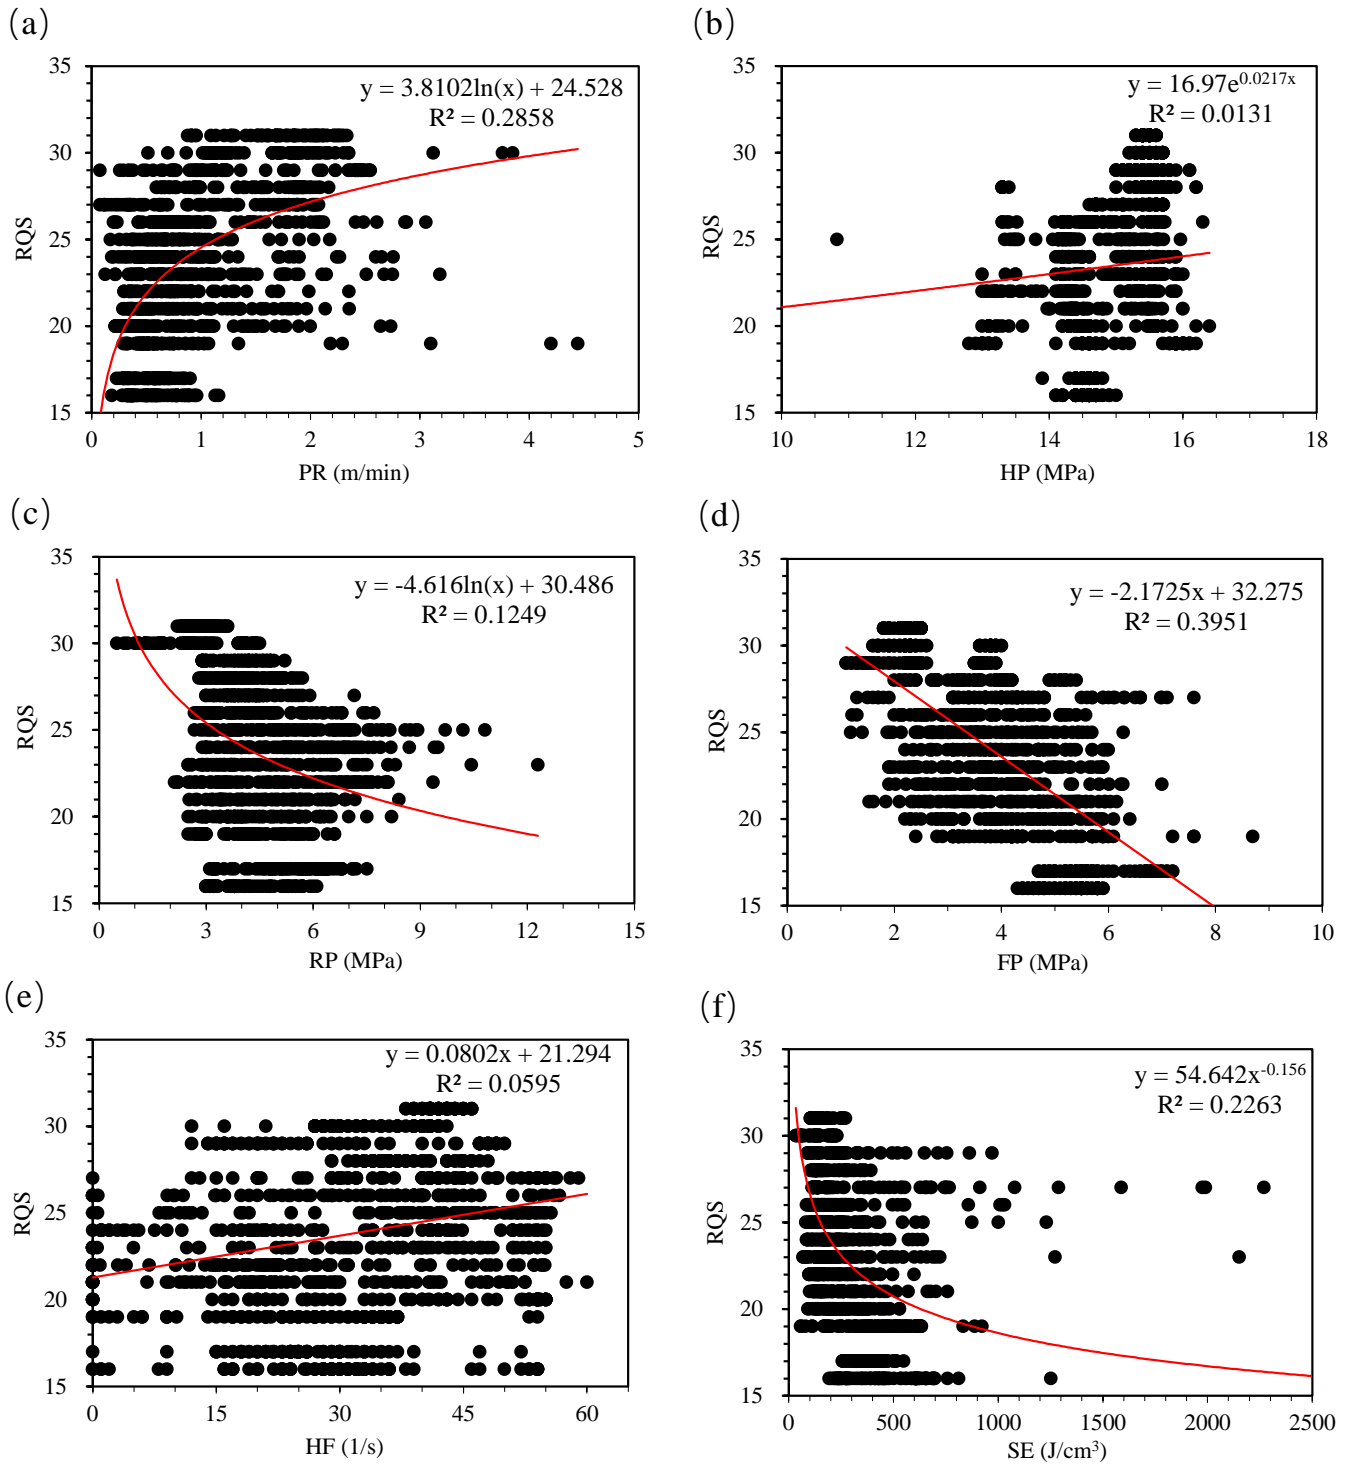 (a)
y = 3.8102ln(x) + 24.528
R² = 0.2858
35
30
25
20
15
RQS
0 1 2 3 4 5
PR (m/min)
(b)
y = 16.97e^0.0217x
R² = 0.0131
35
30
25
20
15
RQS
10 12 14 16 18
HP (MPa)
(c)
y = -4.616ln(x) + 30.486
R² = 0.1249
35
30
25
20
15
RQS
0 3 6 9 12 15
RP (MPa)
(d)
y = -2.1725x + 32.275
R² = 0.3951
35
30
25
20
15
RQS
0 2 4 6 8 10
FP (MPa)
(e)
y = 0.0802x + 21.294
R² = 0.0595
35
30
25
20
15
RQS
0 15 30 45 60
HF (1/s)
(f)
y = 54.642x^-0.156
R² = 0.2263
35
30
25
20
15
RQS
0 500 1000 1500 2000 2500
SE (J/cm³)